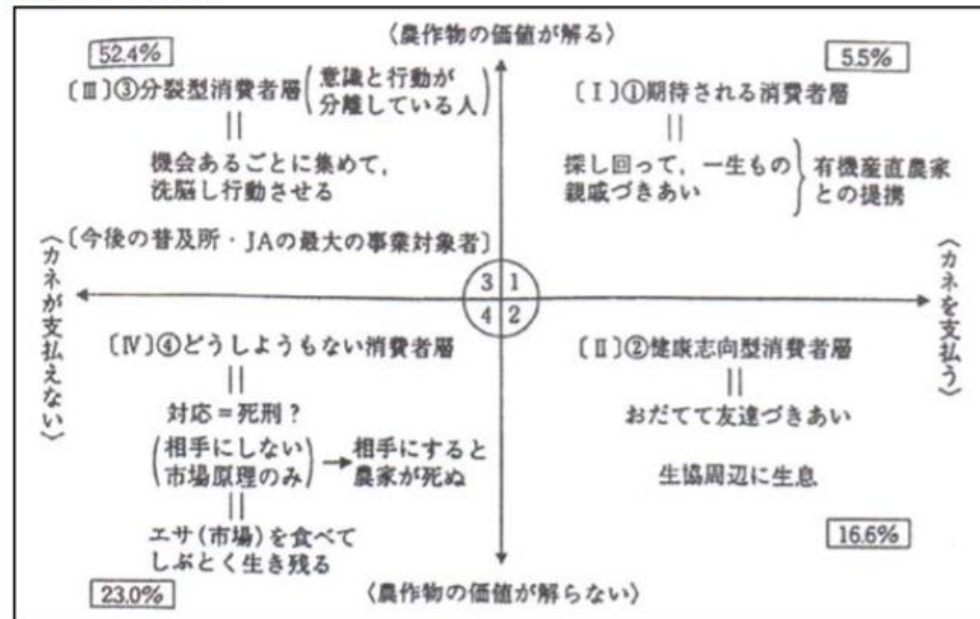 〈農作物の価値が解る〉
52.4%
〔Ⅲ〕③分裂型消費者層(意識と行動が
分離している人)
||
機会あるごとに集めて,
洗脳し行動させる
〔今後の普及所・JAの最大の事業対象者〕
5.5%
〔Ⅰ〕①期待される消費者層
||
探し回って,一生もの
親戚づきあい
有機産直農家
との提携
〈カネが支払えない〉
3 1
4 2
〈カネを支払う〉
〔Ⅳ〕④どうしようもない消費者層
||
対応=死刑?
(相手にしない
市場原理のみ)
→相手にすると
農家が死ぬ
||
エサ(市場)を食べて
しぶとく生き残る
23.0%
〔Ⅱ〕②健康志向型消費者層
||
おだてて友達づきあい
生協周辺に生息
16.6%
〈農作物の価値が解らない〉